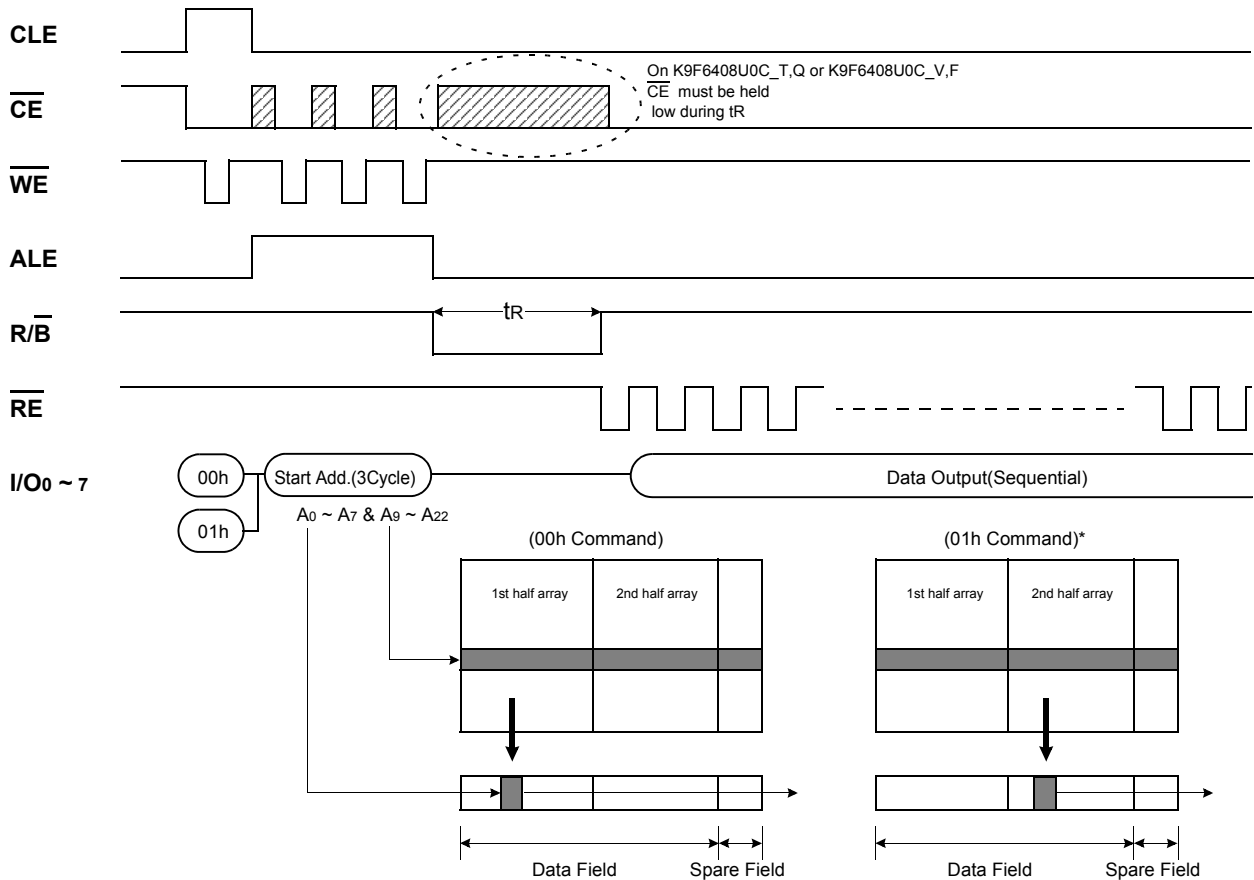 CLE
On K9F6408U0C_T,Q or K9F6408U0C_V,F
CE must be held
low during tR
CE
WE
ALE
R/B
tR
RE
I/O0 ~ 7
00h
Start Add.(3Cycle)
Data Output(Sequential)
01h
A0 ~ A7 & A9 ~ A22
(00h Command)
(01h Command)*
1st half array
2nd half array
1st half array
2nd half array
Data Field
Spare Field
Data Field
Spare Field